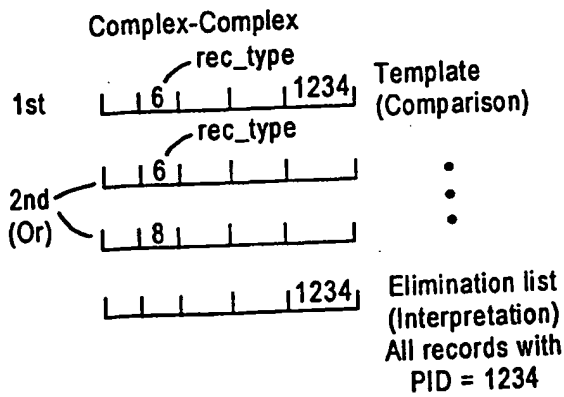 Complex-Complex
rec_type
1st 6 1234 Template
(Comparison)
rec_type
6
2nd
(Or)
8
1234 Elimination list
(Interpretation)
All records with
PID = 1234